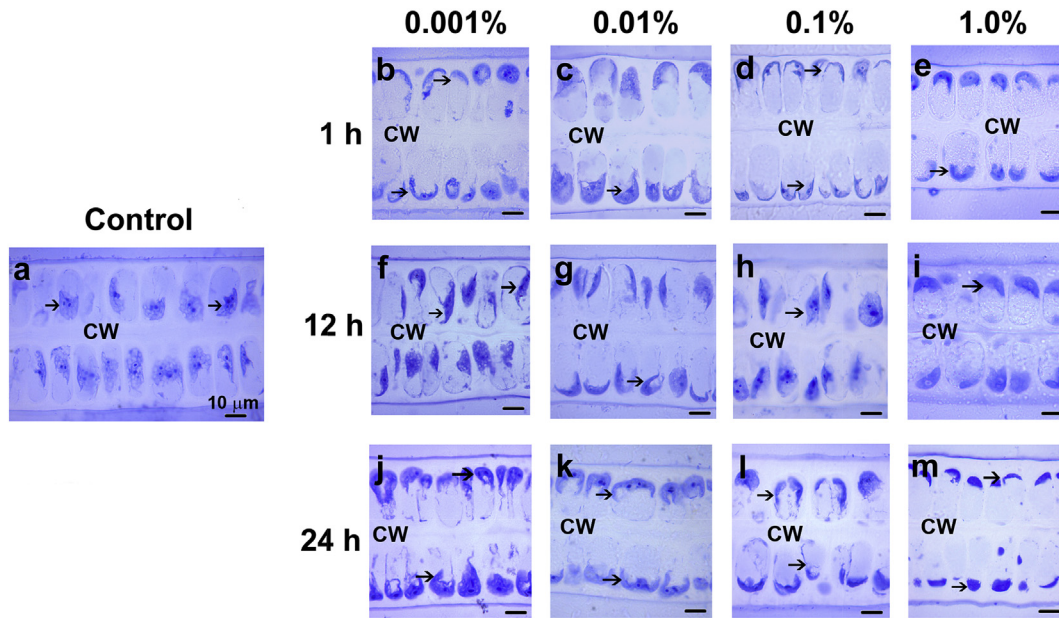 0.001% 0.01% 0.1% 1.0%
b c d e
1 h CW CW CW CW
Control
a f g h i
12 h CW CW CW CW CW
10 μm
j k l m
24 h CW CW CW CW